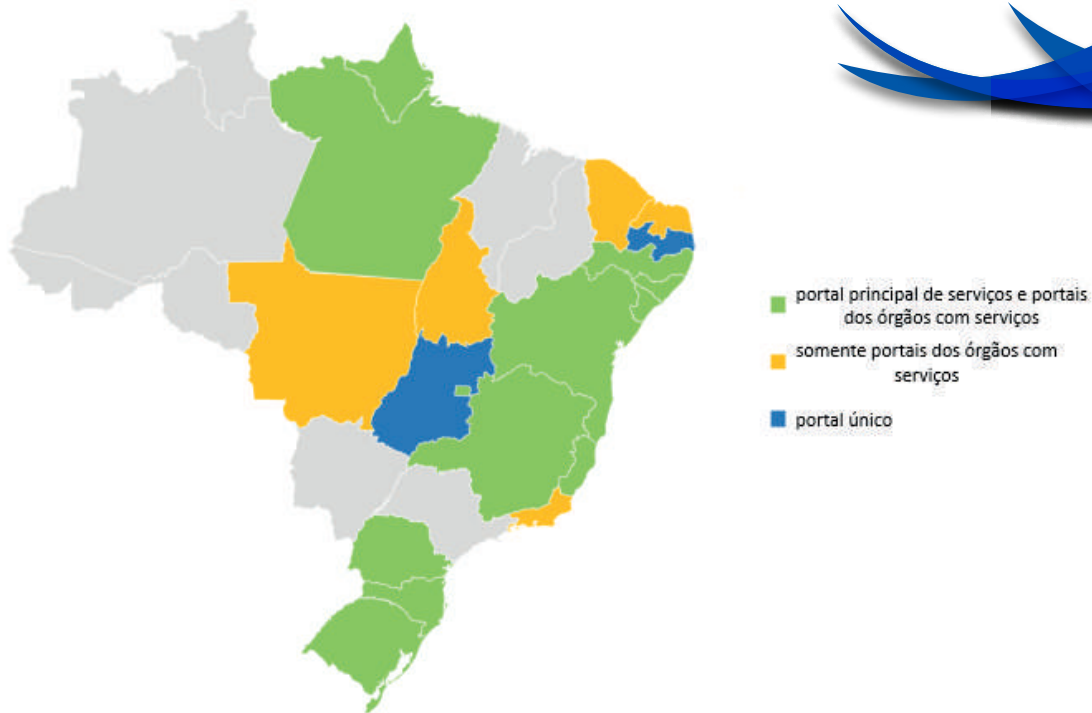 portal principal de serviços e portais
dos órgãos com serviços
somente portais dos órgãos com
serviços
portal único